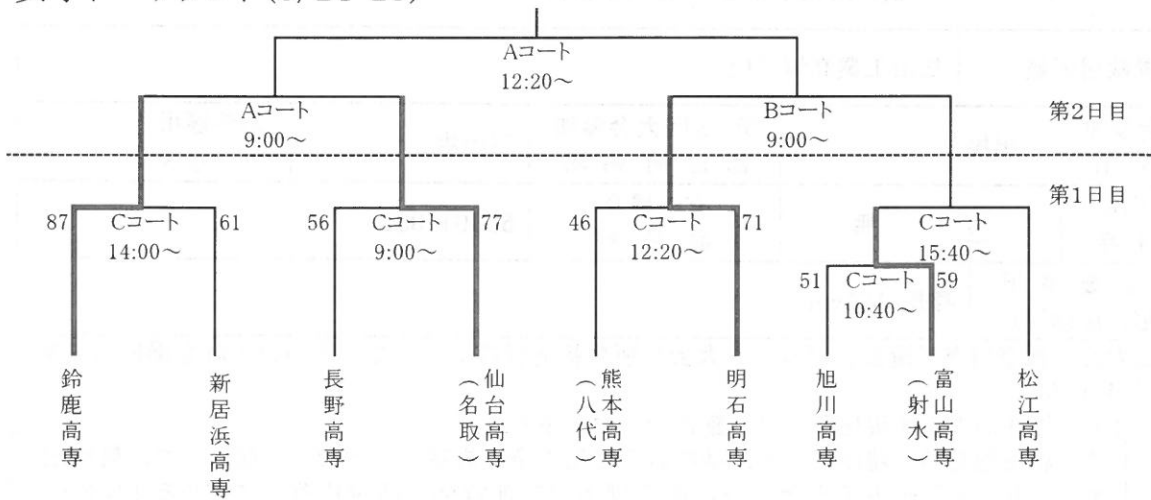 Aコート
12:20～
Aコート
9:00～
Bコート
9:00～
第2日目
第1日目
87
Cコート
14:00～
61
56
Cコート
9:00～
77
46
Cコート
12:20～
71
Cコート
15:40～
51
Cコート
10:40～
59
鈴鹿高専
新居浜高専
長野高専
仙台高専
(名取)
熊本高専
(八代)
明石高専
旭川高専
富山高専
(射水
松江高専